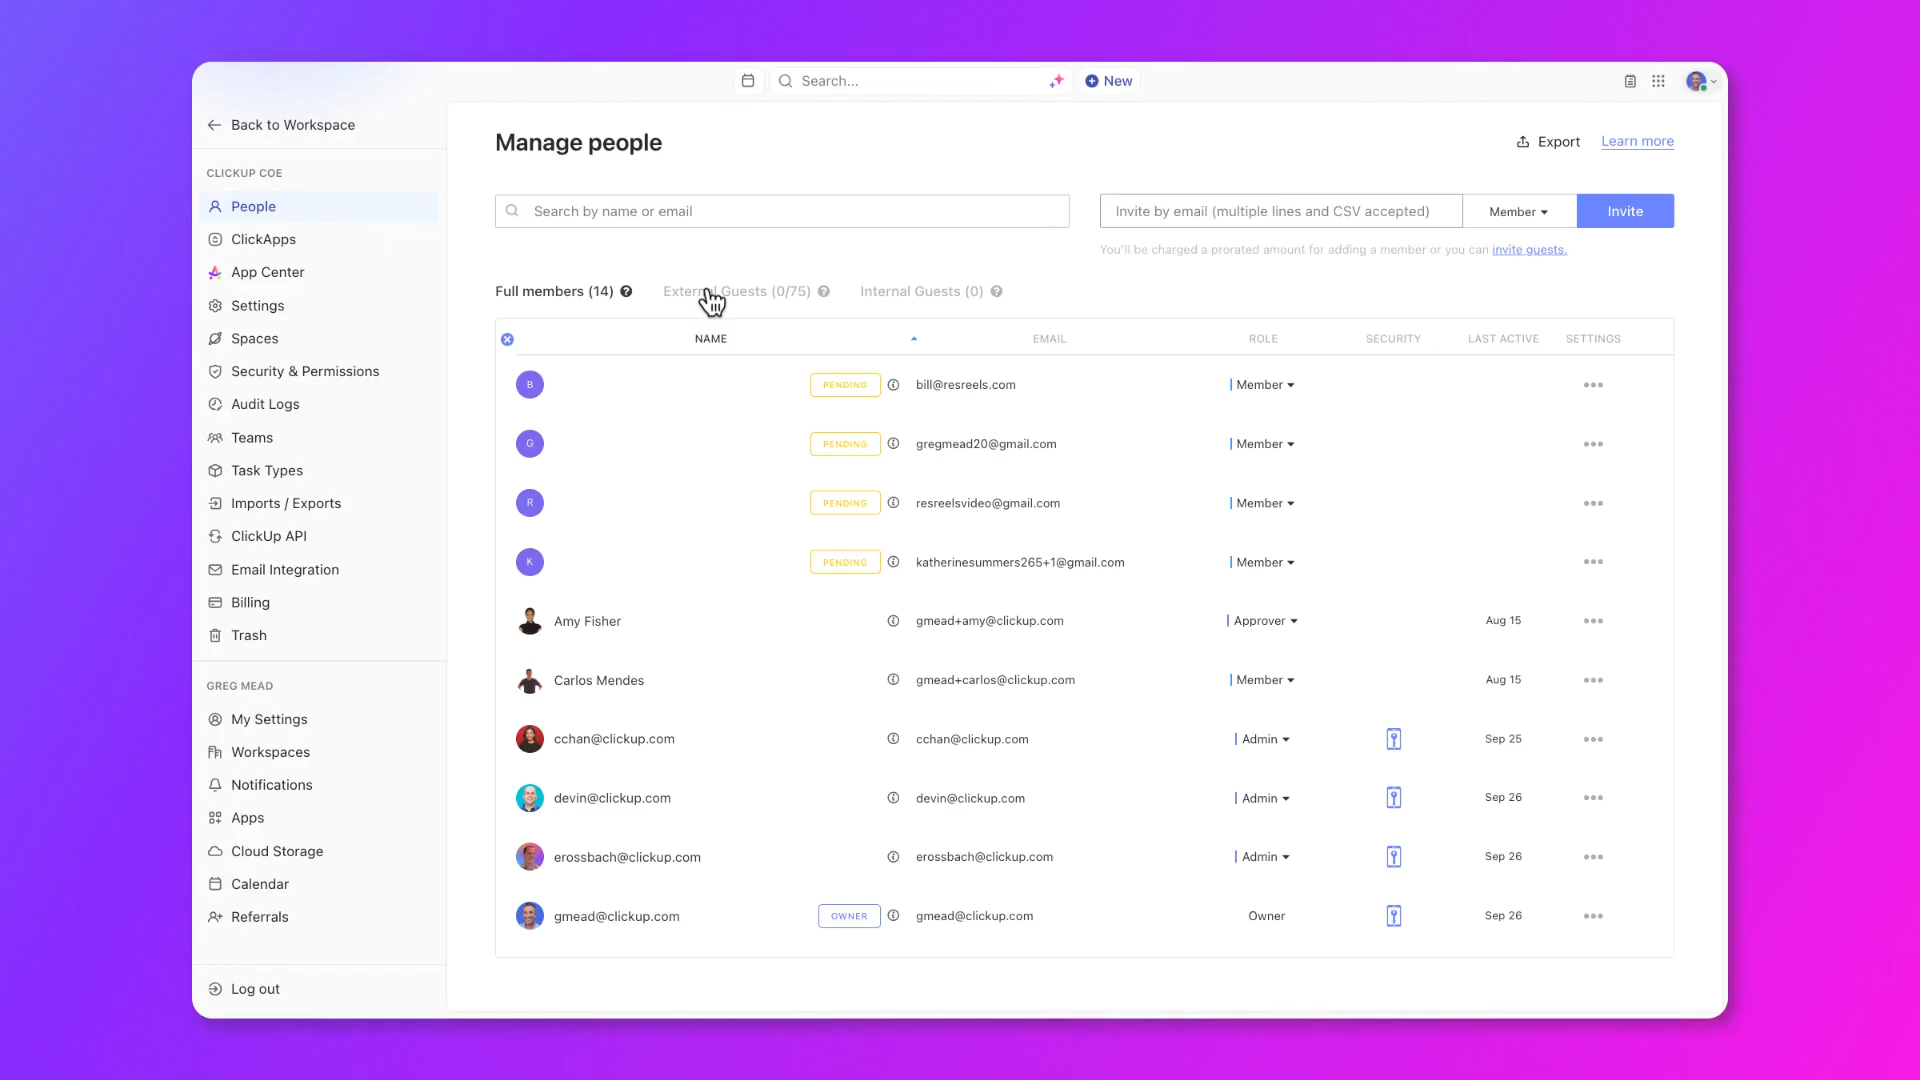 Search...
New
Back to Workspace
CLICKUP COE
People
ClickApps
App Center
Settings
Spaces
Security & Permissions
Audit Logs
Teams
Task Types
Imports / Exports
ClickUp API
Email Integration
Billing
Trash
GREG MEAD
My Settings
Workspaces
Notifications
Apps
Cloud Storage
Calendar
Referrals
Log out
Manage people
Export
Learn more
Search by name or email
Invite by email (multiple lines and CSV accepted)
Member
Invite
You'll be charged a prorated amount for adding a member or you can invite guests.
Full members (14)
External Guests (0/75)
Internal Guests (0)
NAME EMAIL ROLE SECURITY LAST ACTIVE SETTINGS
B PENDING bill@resreels.com Member
G PENDING gregmead20@gmail.com Member
R PENDING resreelsvideo@gmail.com Member
K PENDING katherinesummers265+1@gmail.com Member
Amy Fisher gmead+amy@clickup.com Approver Aug 15
Carlos Mendes gmead+carlos@clickup.com Member Aug 15
cchan@clickup.com cchan@clickup.com Admin Sep 25
devin@clickup.com devin@clickup.com Admin Sep 26
erossbach@clickup.com erossbach@clickup.com Admin Sep 26
gmead@clickup.com OWNER gmead@clickup.com Owner Sep 26